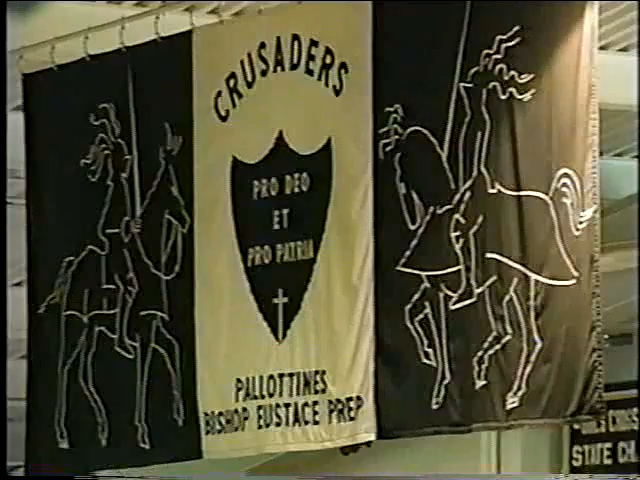 CRUSADERS
PRO DEO
ET
PRO PATRIA
PALLOTTINES
BISHOP EUSTACE PREP
STATE CH